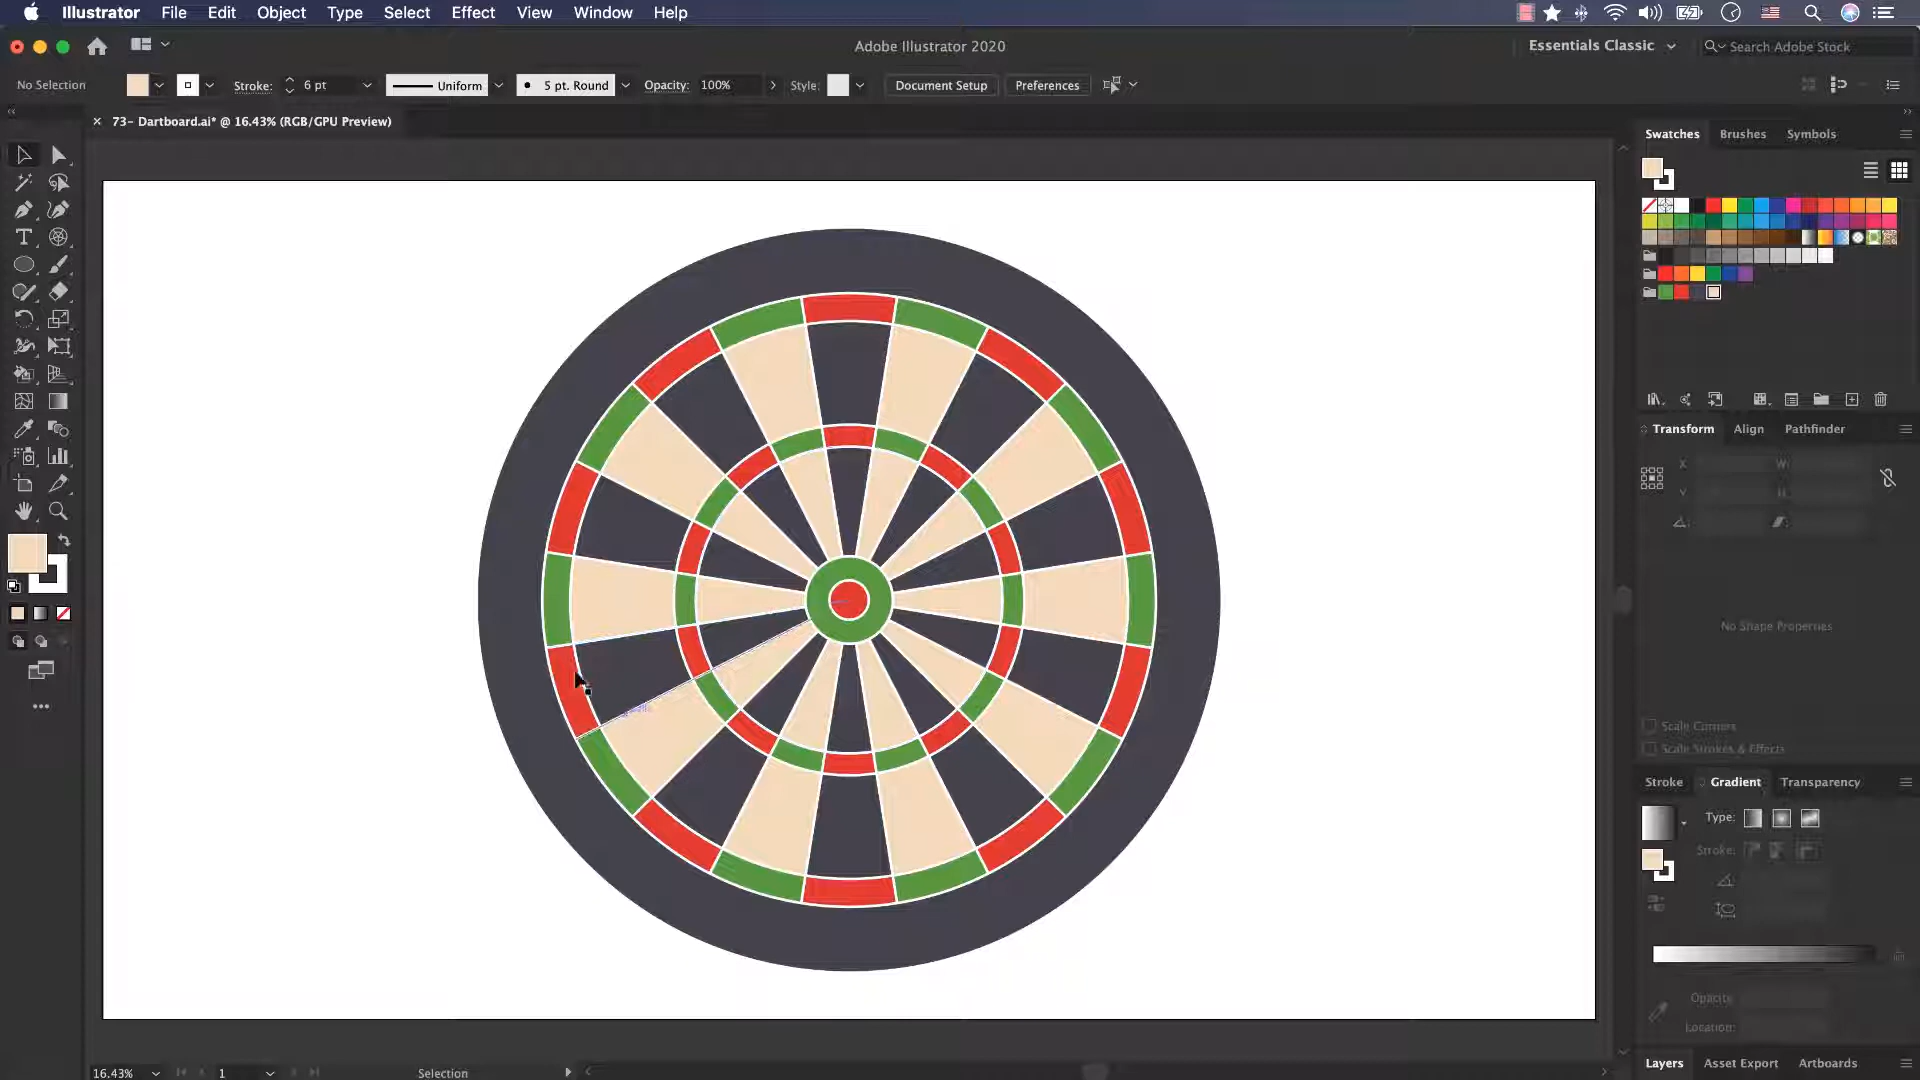 Illustrator File Edit Object Type Select Effect View Window Help
Adobe Illustrator 2020
Essentials Classic
Search Adobe Stock
No Selection
Stroke: 6 pt
Uniform
5 pt. Round
Opacity: 100%
Style:
Document Setup
Preferences
73- Dartboard.ai* @ 16.43% (RGB/GPU Preview)
Swatches Brushes Symbols
Transform Align Pathfinder
X
W:
Y
H:
No Shape Properties
Scale Corners
Scale Strokes & Effects
Stroke Gradient Transparency
Type:
Stroke:
Opacity
Location:
Layers Asset Export Artboards
16.43%
1
Selection